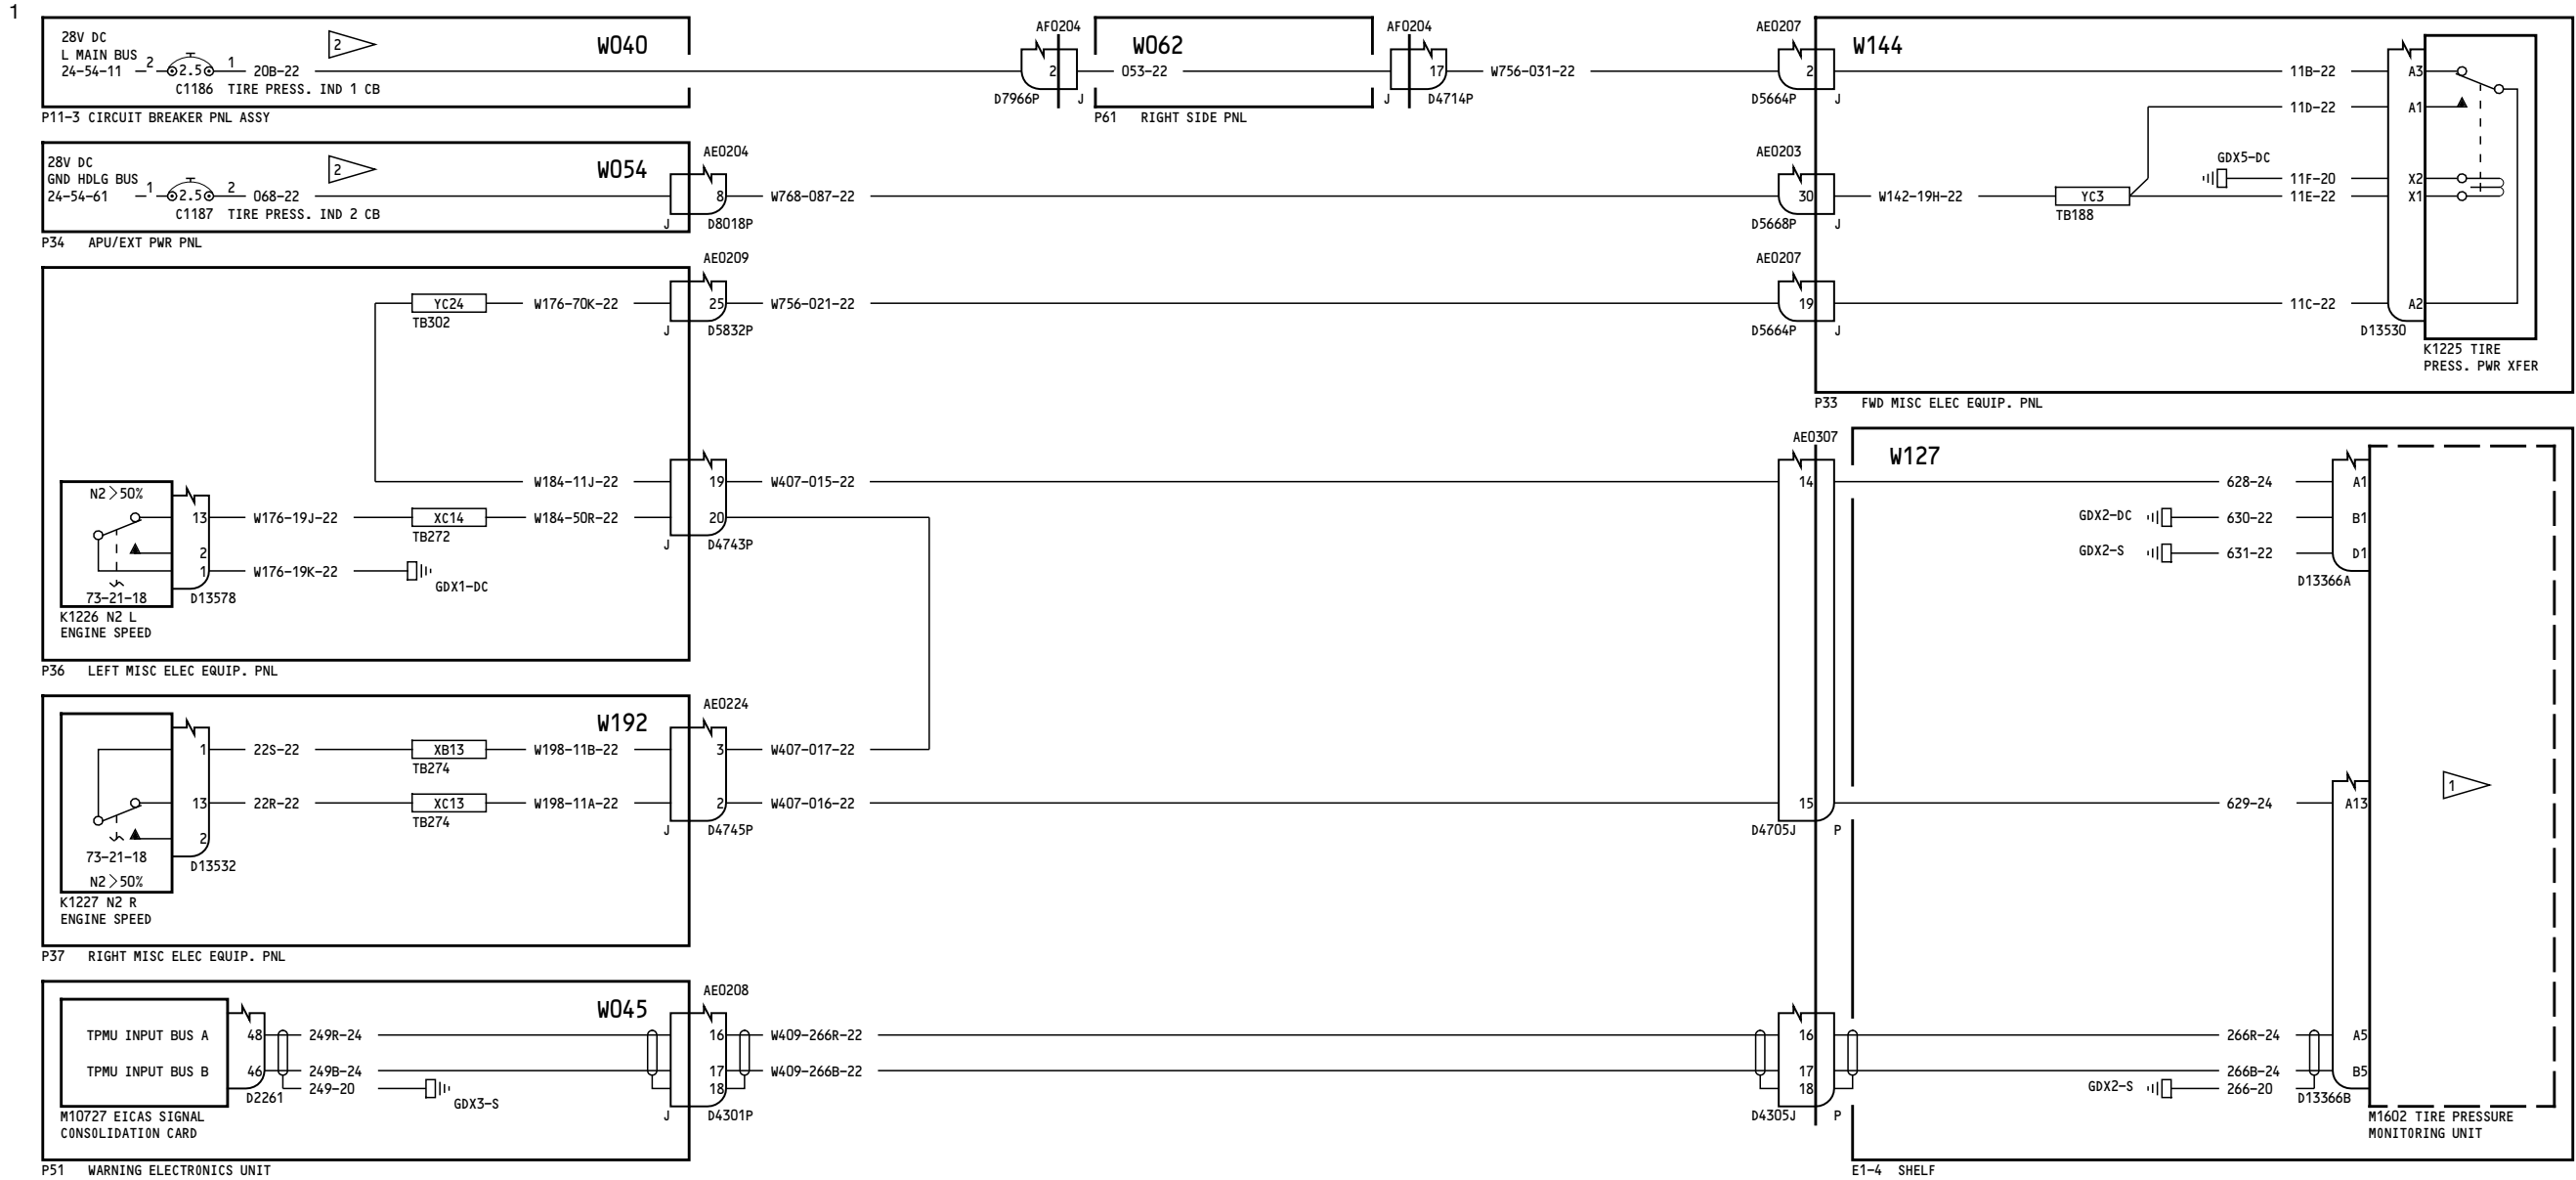 1
28V DC
L MAIN BUS
24-54-11
2
2.5
1
20B-22
C1186 TIRE PRESS. IND 1 CB
2
W040
P11-3 CIRCUIT BREAKER PNL ASSY
AF0204
2
D7966P
J
W062
053-22
P61 RIGHT SIDE PNL
AF0204
17
J
D4714P
W756-031-22
AE0207
2
D5664P
J
W144
11B-22
A3
11D-22
A1
28V DC
GND HDLG BUS
24-54-61
1
2.5
2
068-22
C1187 TIRE PRESS. IND 2 CB
2
W054
P34 APU/EXT PWR PNL
AE0204
8
J
D8018P
W768-087-22
AE0203
30
D5668P
J
W142-19H-22
YC3
TB188
GDX5-DC
11F-20
X2
11E-22
X1
YC24
TB302
W176-70K-22
AE0209
25
J
D5832P
W756-021-22
AE0207
19
D5664P
J
11C-22
A2
D13530
K1225 TIRE
PRESS. PWR XFER
P33 FWD MISC ELEC EQUIP. PNL
W184-11J-22
19
W407-015-22
AE0307
14
W127
628-24
A1
N2>50%
13
W176-19J-22
XC14
TB272
W184-50R-22
20
J
D4743P
GDX2-DC
630-22
B1
2
GDX2-S
631-22
D1
1
W176-19K-22
GDX1-DC
D13366A
73-21-18
D13578
K1226 N2 L
ENGINE SPEED
P36 LEFT MISC ELEC EQUIP. PNL
W192
AE0224
1
22S-22
XB13
TB274
W198-11B-22
3
W407-017-22
13
22R-22
XC13
TB274
W198-11A-22
2
W407-016-22
15
629-24
A13
1
2
J
D4745P
D4705J
P
73-21-18
D13532
N2>50%
K1227 N2 R
ENGINE SPEED
P37 RIGHT MISC ELEC EQUIP. PNL
W045
AE0208
TPMU INPUT BUS A
48
249R-24
16
W409-266R-22
16
266R-24
A5
TPMU INPUT BUS B
46
249B-24
17
W409-266B-22
17
266B-24
B5
249-20
GDX3-S
18
18
GDX2-S
266-20
D2261
J
D4301P
D4305J
P
D13366B
M10727 EICAS SIGNAL
CONSOLIDATION CARD
M1602 TIRE PRESSURE
MONITORING UNIT
P51 WARNING ELECTRONICS UNIT
E1-4 SHELF